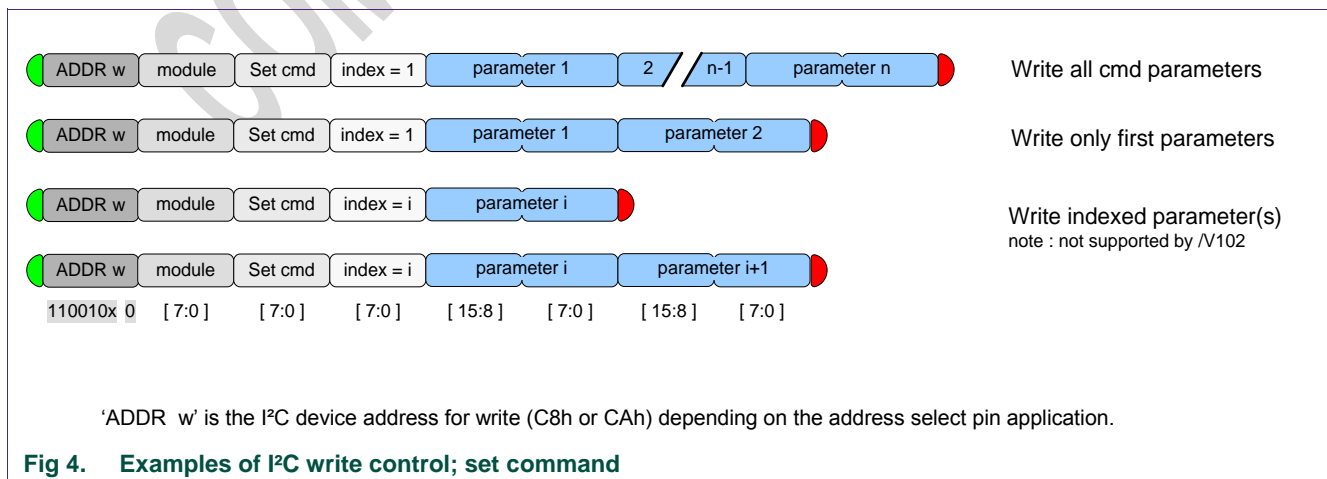 CON
ADDR w module Set cmd index = 1 parameter 1 2 n-1 parameter n Write all cmd parameters
ADDR w module Set cmd index = 1 parameter 1 parameter 2 Write only first parameters
ADDR w module Set cmd index = i parameter i
Write indexed parameter(s)
note : not supported by /V102
ADDR w module Set cmd index = i parameter i parameter i+1
110010x 0 [ 7:0 ] [ 7:0 ] [ 7:0 ] [ 15:8 ] [ 7:0 ] [ 15:8 ] [ 7:0 ]
‘ADDR w’ is the I²C device address for write (C8h or CAh) depending on the address select pin application.
Fig 4. Examples of I²C write control; set command